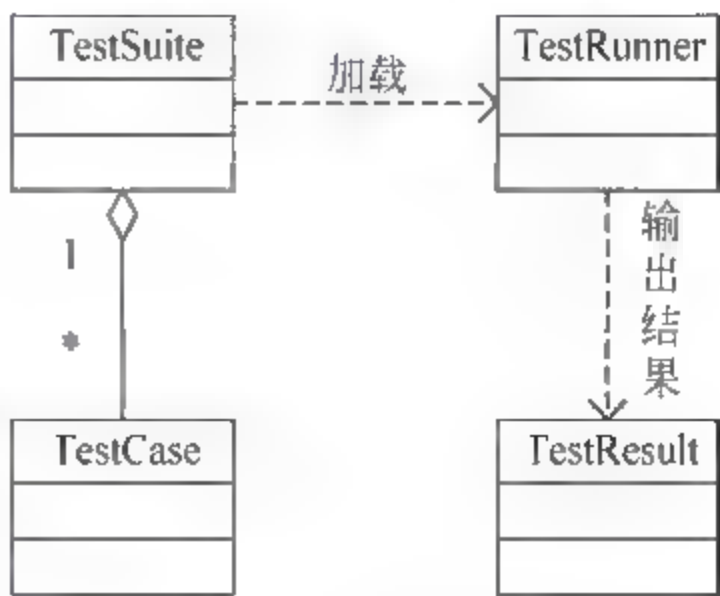 TestSuite
加载
TestRunner
1
*
输出结果
TestCase
TestResult